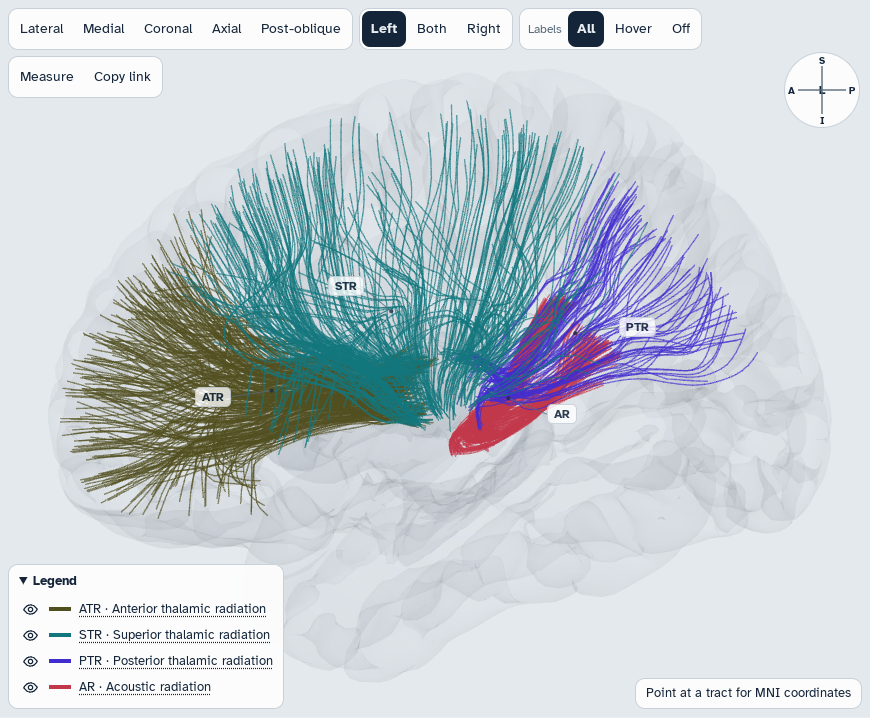 Lateral Medial Coronal Axial Post-oblique Left Both Right Labels All Hover Off
Measure Copy link
S
A L P
I
STR
PTR
ATR
AR
▼ Legend
ATR · Anterior thalamic radiation
STR · Superior thalamic radiation
PTR · Posterior thalamic radiation
AR · Acoustic radiation
Point at a tract for MNI coordinates